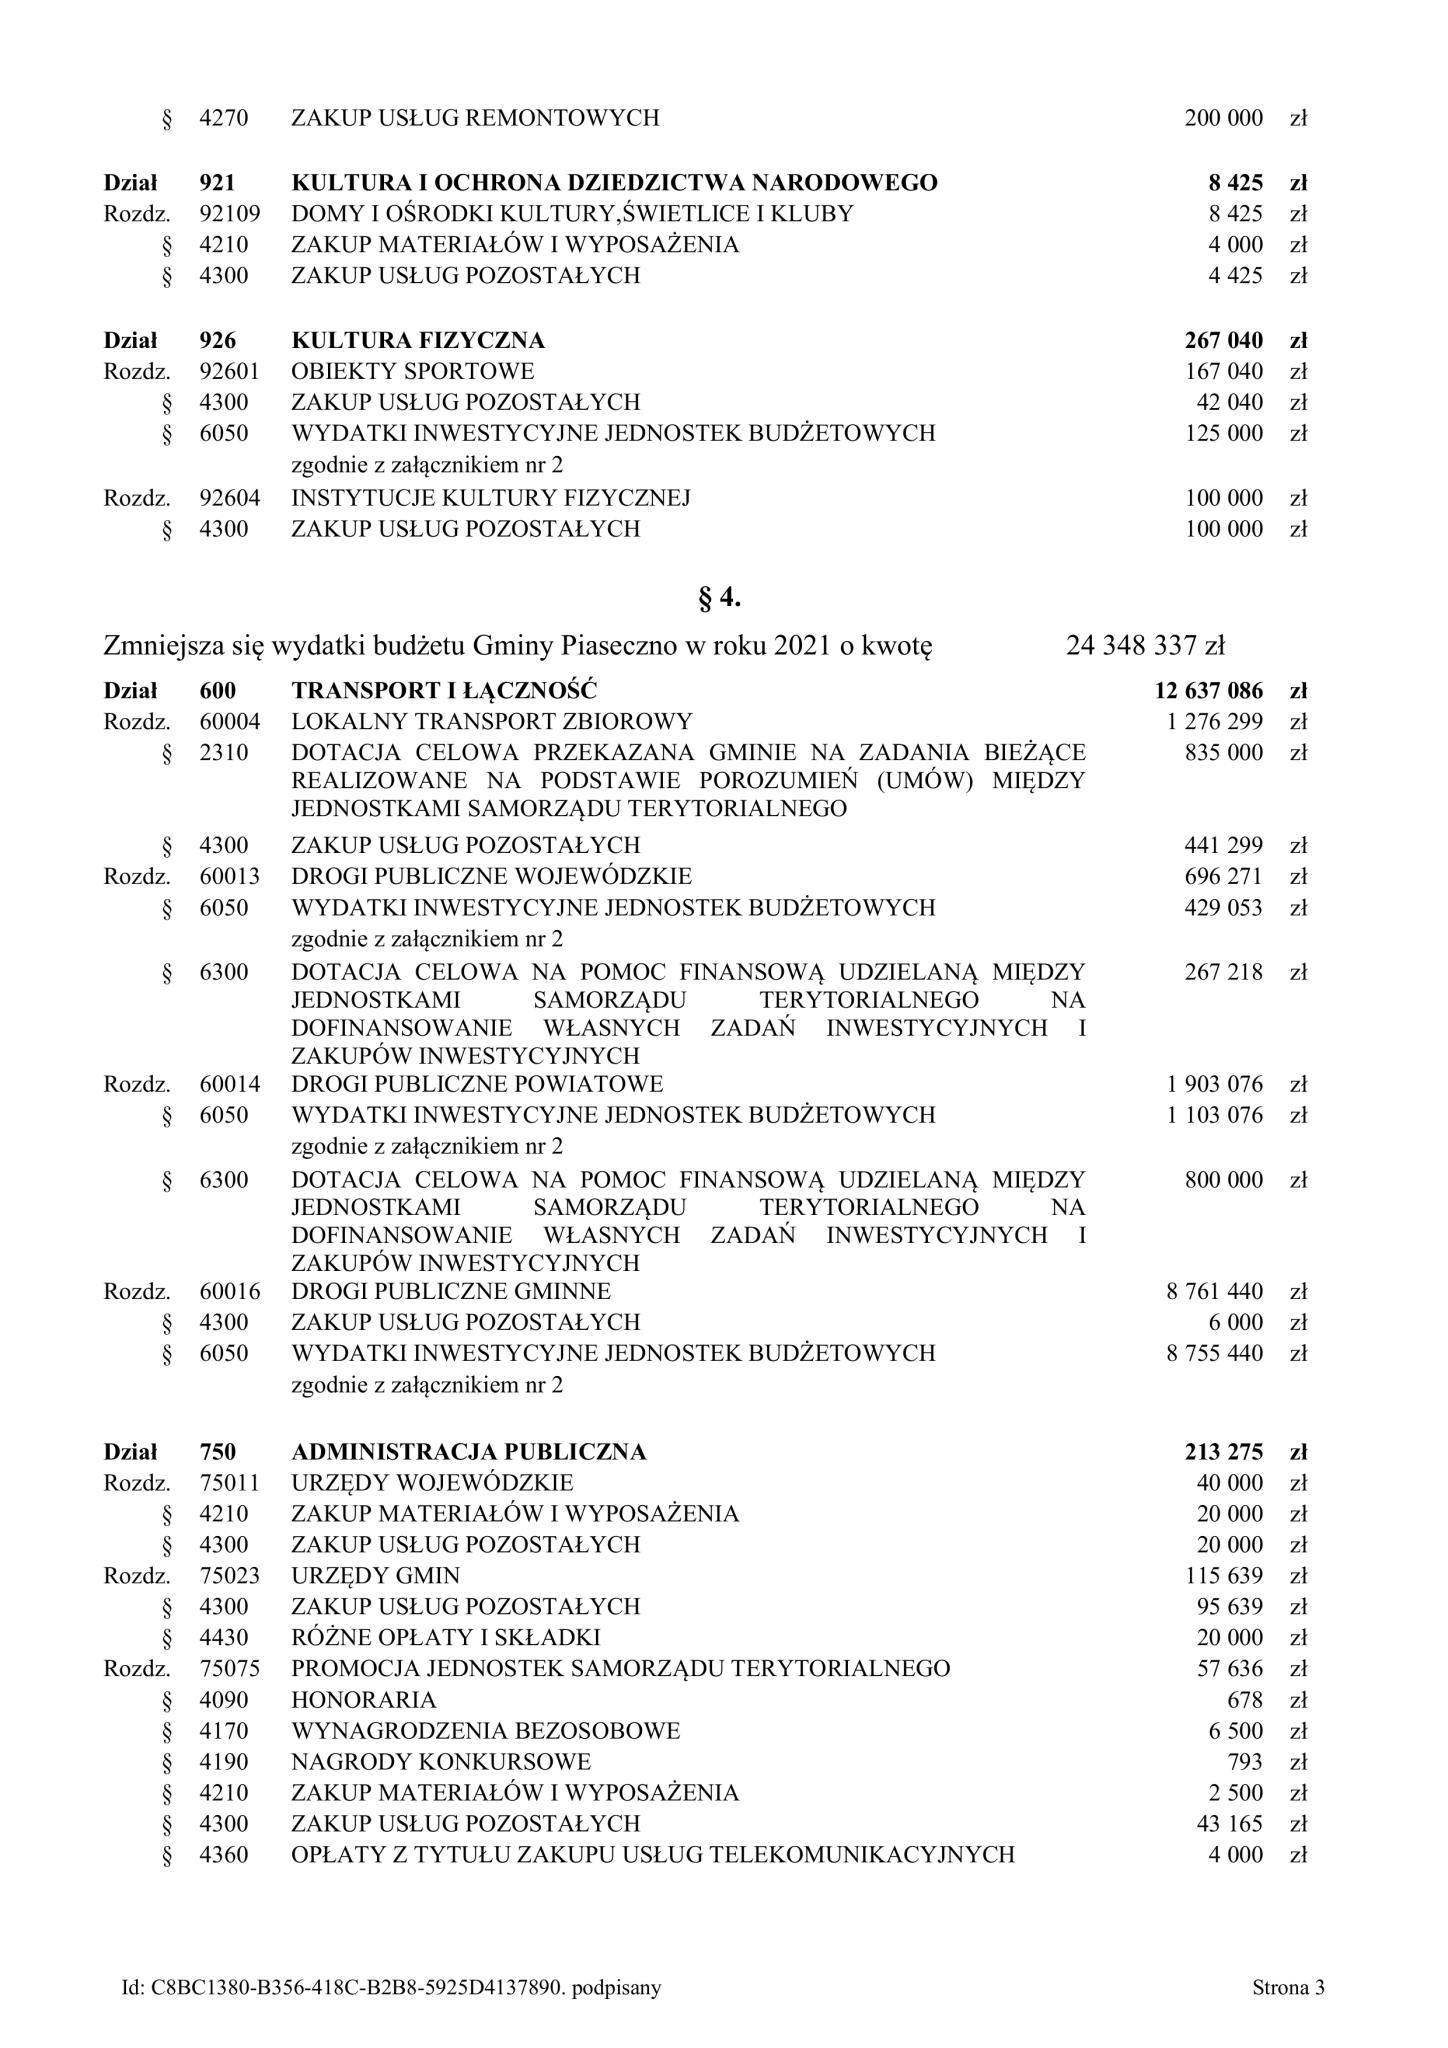 § 4270 ZAKUP USŁUG REMONTOWYCH 200 000 zł
Dział 921 KULTURA I OCHRONA DZIEDZICTWA NARODOWEGO 8 425 zł
Rozdz. 92109 DOMY I OŚRODKI KULTURY,ŚWIETLICE I KLUBY 8 425 zł
§ 4210 ZAKUP MATERIAŁÓW I WYPOSAŻENIA 4 000 zł
§ 4300 ZAKUP USŁUG POZOSTAŁYCH 4 425 zł
Dział 926 KULTURA FIZYCZNA 267 040 zł
Rozdz. 92601 OBIEKTY SPORTOWE 167 040 zł
§ 4300 ZAKUP USŁUG POZOSTAŁYCH 42 040 zł
§ 6050 WYDATKI INWESTYCYJNE JEDNOSTEK BUDŻETOWYCH 125 000 zł
zgodnie z załącznikiem nr 2
Rozdz. 92604 INSTYTUCJE KULTURY FIZYCZNEJ 100 000 zł
§ 4300 ZAKUP USŁUG POZOSTAŁYCH 100 000 zł
§ 4.
Zmniejsza się wydatki budżetu Gminy Piaseczno w roku 2021 o kwotę 24 348 337 zł
Dział 600 TRANSPORT I ŁĄCZNOŚĆ 12 637 086 zł
Rozdz. 60004 LOKALNY TRANSPORT ZBIOROWY 1 276 299 zł
§ 2310 DOTACJA CELOWA PRZEKAZANA GMINIE NA ZADANIA BIEŻĄCE 835 000 zł
REALIZOWANE NA PODSTAWIE POROZUMIEŃ (UMÓW) MIĘDZY
JEDNOSTKAMI SAMORZĄDU TERYTORIALNEGO
§ 4300 ZAKUP USŁUG POZOSTAŁYCH 441 299 zł
Rozdz. 60013 DROGI PUBLICZNE WOJEWÓDZKIE 696 271 zł
§ 6050 WYDATKI INWESTYCYJNE JEDNOSTEK BUDŻETOWYCH 429 053 zł
zgodnie z załącznikiem nr 2
§ 6300 DOTACJA CELOWA NA POMOC FINANSOWĄ UDZIELANĄ MIĘDZY 267 218 zł
JEDNOSTKAMI SAMORZĄDU TERYTORIALNEGO NA
DOFINANSOWANIE WŁASNYCH ZADAŃ INWESTYCYJNYCH I
ZAKUPÓW INWESTYCYJNYCH
Rozdz. 60014 DROGI PUBLICZNE POWIATOWE 1 903 076 zł
§ 6050 WYDATKI INWESTYCYJNE JEDNOSTEK BUDŻETOWYCH 1 103 076 zł
zgodnie z załącznikiem nr 2
§ 6300 DOTACJA CELOWA NA POMOC FINANSOWĄ UDZIELANĄ MIĘDZY 800 000 zł
JEDNOSTKAMI SAMORZĄDU TERYTORIALNEGO NA
DOFINANSOWANIE WŁASNYCH ZADAŃ INWESTYCYJNYCH I
ZAKUPÓW INWESTYCYJNYCH
Rozdz. 60016 DROGI PUBLICZNE GMINNE 8 761 440 zł
§ 4300 ZAKUP USŁUG POZOSTAŁYCH 6 000 zł
§ 6050 WYDATKI INWESTYCYJNE JEDNOSTEK BUDŻETOWYCH 8 755 440 zł
zgodnie z załącznikiem nr 2
Dział 750 ADMINISTRACJA PUBLICZNA 213 275 zł
Rozdz. 75011 URZĘDY WOJEWÓDZKIE 40 000 zł
§ 4210 ZAKUP MATERIAŁÓW I WYPOSAŻENIA 20 000 zł
§ 4300 ZAKUP USŁUG POZOSTAŁYCH 20 000 zł
Rozdz. 75023 URZĘDY GMIN 115 639 zł
§ 4300 ZAKUP USŁUG POZOSTAŁYCH 95 639 zł
§ 4430 RÓŻNE OPŁATY I SKŁADKI 20 000 zł
Rozdz. 75075 PROMOCJA JEDNOSTEK SAMORZĄDU TERYTORIALNEGO 57 636 zł
§ 4090 HONORARIA 678 zł
§ 4170 WYNAGRODZENIA BEZOSOBOWE 6 500 zł
§ 4190 NAGRODY KONKURSOWE 793 zł
§ 4210 ZAKUP MATERIAŁÓW I WYPOSAŻENIA 2 500 zł
§ 4300 ZAKUP USŁUG POZOSTAŁYCH 43 165 zł
§ 4360 OPŁATY Z TYTUŁU ZAKUPU USŁUG TELEKOMUNIKACYJNYCH 4 000 zł
Id: C8BC1380-B356-418C-B2B8-5925D4137890. podpisany Strona 3